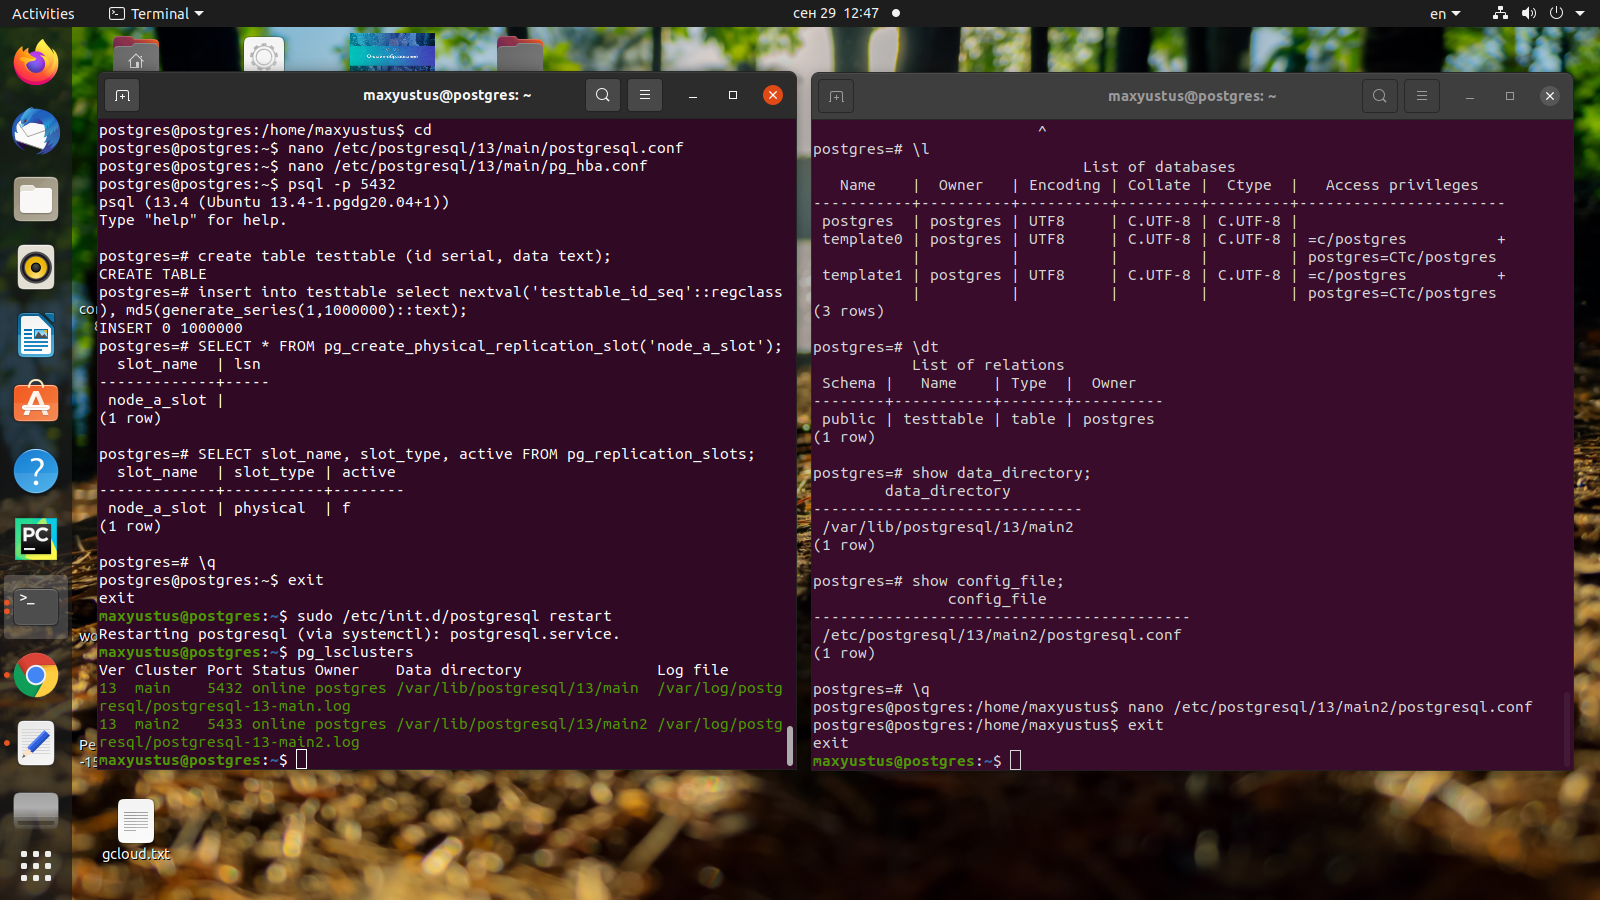 Activities
Terminal
сен 29 12:47
en
maxyustus@postgres: ~
postgres@postgres:/home/maxyustus$ cd
postgres@postgres:~$ nano /etc/postgresql/13/main/postgresql.conf
postgres@postgres:~$ nano /etc/postgresql/13/main/pg_hba.conf
postgres@postgres:~$ psql -p 5432
psql (13.4 (Ubuntu 13.4-1.pgdg20.04+1))
Type "help" for help.
postgres=# create table testtable (id serial, data text);
CREATE TABLE
postgres=# insert into testtable select nextval('testtable_id_seq'::regclass
), md5(generate_series(1,1000000)::text);
INSERT 0 1000000
postgres=# SELECT * FROM pg_create_physical_replication_slot('node_a_slot');
  slot_name  | lsn
-------------+-----
 node_a_slot |
(1 row)
postgres=# SELECT slot_name, slot_type, active FROM pg_replication_slots;
  slot_name  | slot_type | active
-------------+-----------+--------
 node_a_slot | physical  | f
(1 row)
postgres=# \q
postgres@postgres:~$ exit
exit
maxyustus@postgres:~$ sudo /etc/init.d/postgresql restart
Restarting postgresql (via systemctl): postgresql.service.
maxyustus@postgres:~$ pg_lsclusters
Ver Cluster Port Status Owner    Data directory               Log file
13  main    5432 online postgres /var/lib/postgresql/13/main  /var/log/postg
resql/postgresql-13-main.log
13  main2   5433 online postgres /var/lib/postgresql/13/main2 /var/log/postg
resql/postgresql-13-main2.log
maxyustus@postgres:~$
maxyustus@postgres: ~
^
postgres=# \l
                              List of databases
   Name    |  Owner   | Encoding | Collate |  Ctype  |   Access privileges
-----------+----------+----------+---------+---------+-----------------------
 postgres  | postgres | UTF8     | C.UTF-8 | C.UTF-8 |
 template0 | postgres | UTF8     | C.UTF-8 | C.UTF-8 | =c/postgres          +
           |          |          |         |         | postgres=CTc/postgres
 template1 | postgres | UTF8     | C.UTF-8 | C.UTF-8 | =c/postgres          +
           |          |          |         |         | postgres=CTc/postgres
(3 rows)
postgres=# \dt
           List of relations
 Schema |   Name    | Type  |  Owner
--------+-----------+-------+----------
 public | testtable | table | postgres
(1 row)
postgres=# show data_directory;
        data_directory
------------------------------
 /var/lib/postgresql/13/main2
(1 row)
postgres=# show config_file;
               config_file
------------------------------------------
 /etc/postgresql/13/main2/postgresql.conf
(1 row)
postgres=# \q
postgres@postgres:/home/maxyustus$ nano /etc/postgresql/13/main2/postgresql.conf
postgres@postgres:/home/maxyustus$ exit
exit
maxyustus@postgres:~$
PC
gcloud.txt